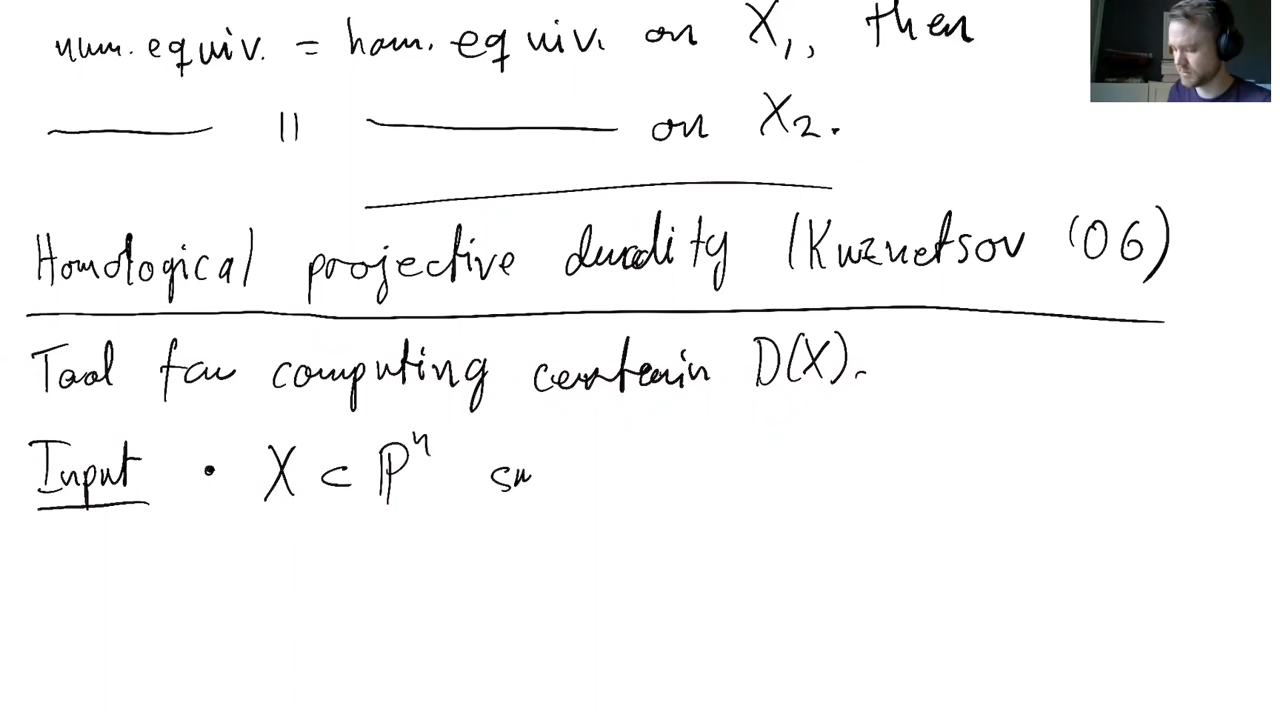 num. equiv. = hom. equiv. on X₁, then
—— || —— on X₂.
Homological projective duality (Kuznetsov '06)
Tool for computing certain D(X).
Input • X ⊂ ℙⁿ sm